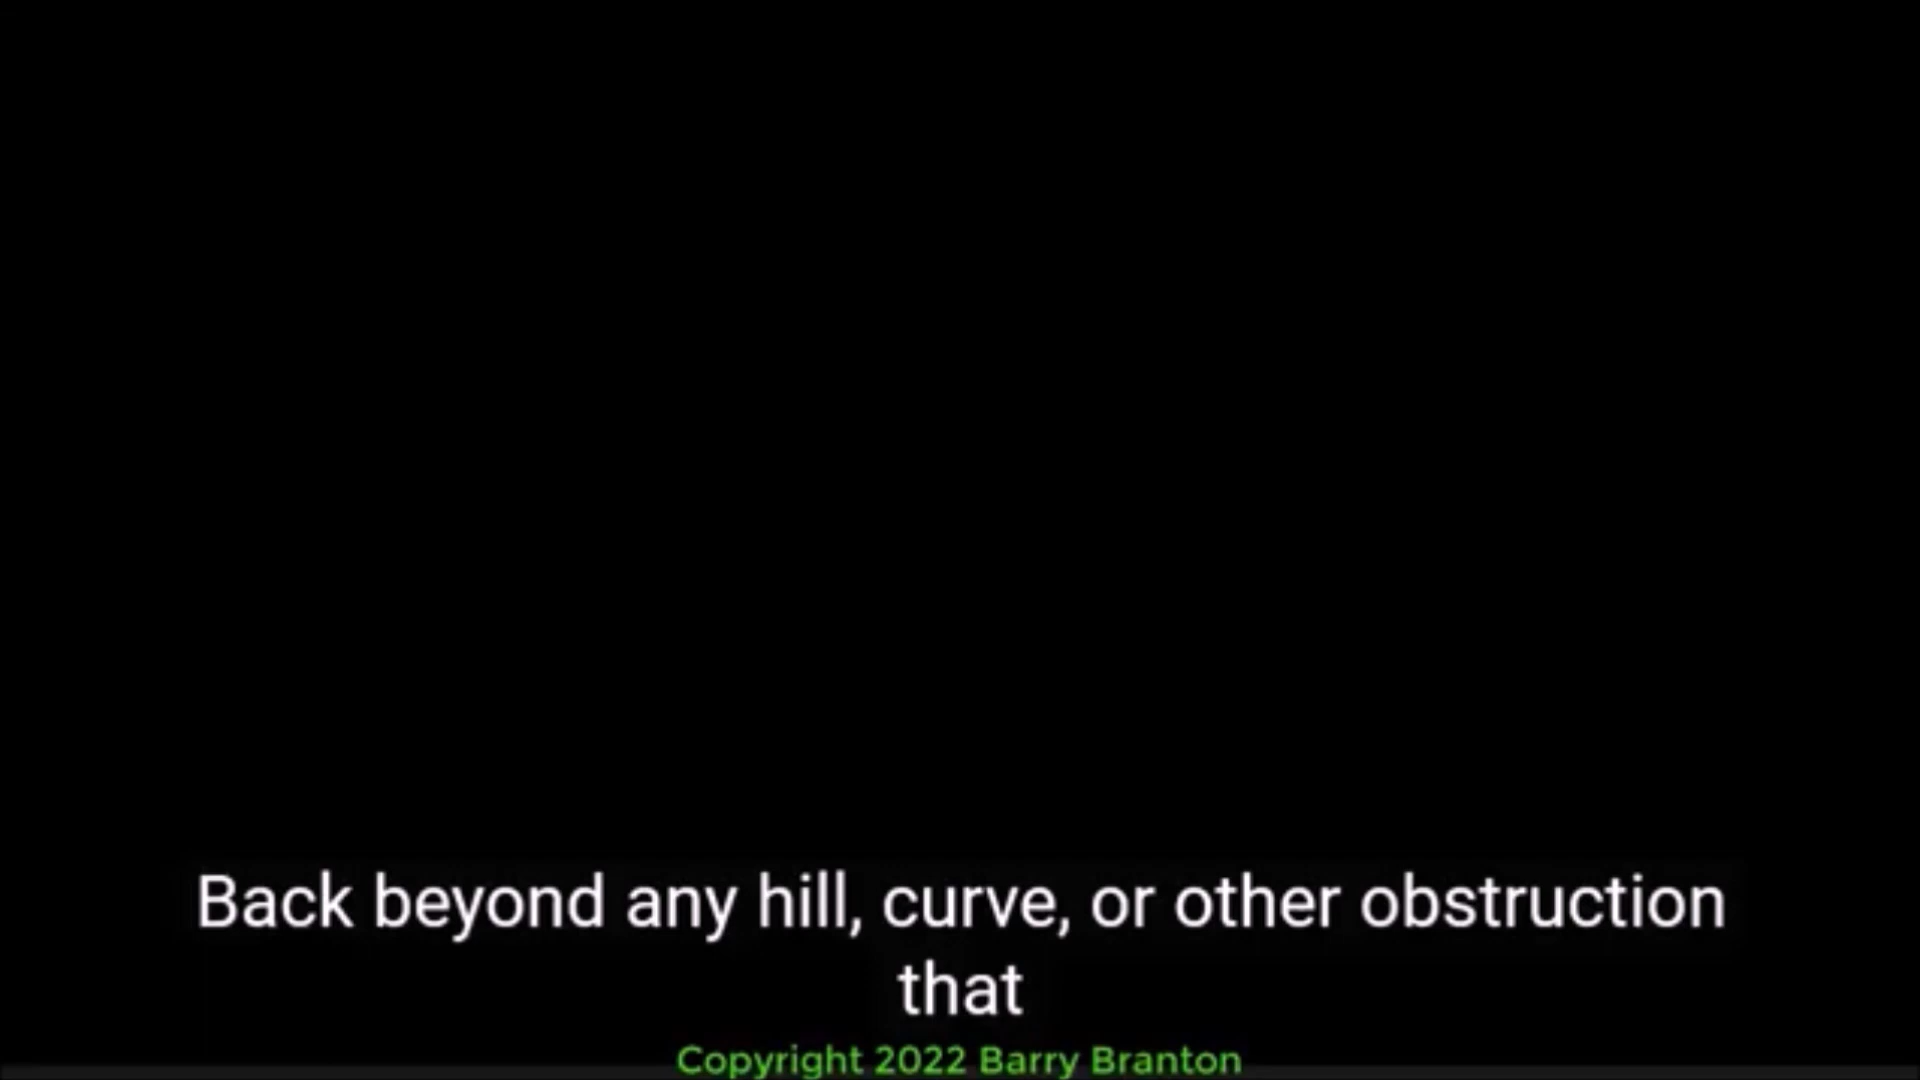 Back beyond any hill, curve, or other obstruction
that
Copyright 2022 Barry Branton